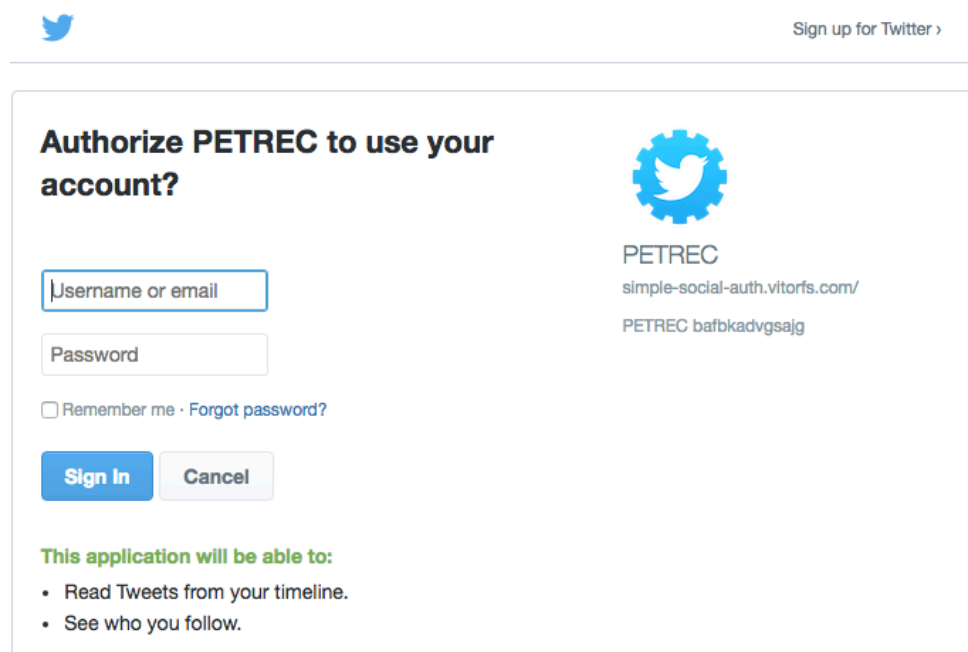 Sign up for Twitter ›
Authorize PETREC to use your
account?
Username or email
Password
Remember me · Forgot password?
Sign In
Cancel
PETREC
simple-social-auth.vitorfs.com/
PETREC bafbkadvgsajg
This application will be able to:
• Read Tweets from your timeline.
• See who you follow.